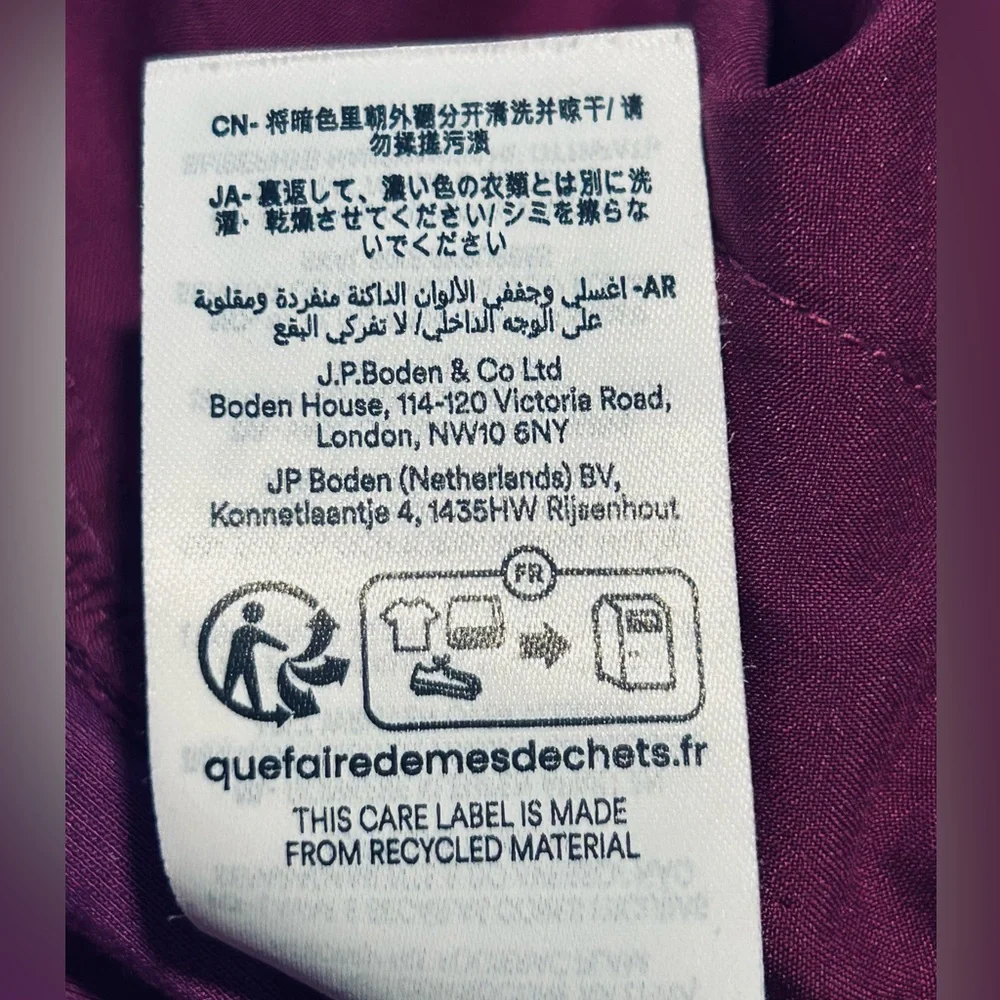 CN- 将暗色里朝外翻分开清洗并晾干/ 请
勿揉搓污渍
JA- 裏返して、濃い色の衣類とは別に洗
濯・乾燥させてください/ シミを擦らな
いでください
AR- اغسلي وجففي الألوان الداكنة منفردة ومقلوبة
على الوجه الداخلي/ لا تفركي البقع
J.P.Boden & Co Ltd
Boden House, 114-120 Victoria Road,
London, NW10 6NY
JP Boden (Netherlands) BV,
Konnetlaantje 4, 1435HW Rijsenhout
FR
quefairedemesdechets.fr
THIS CARE LABEL IS MADE
FROM RECYCLED MATERIAL